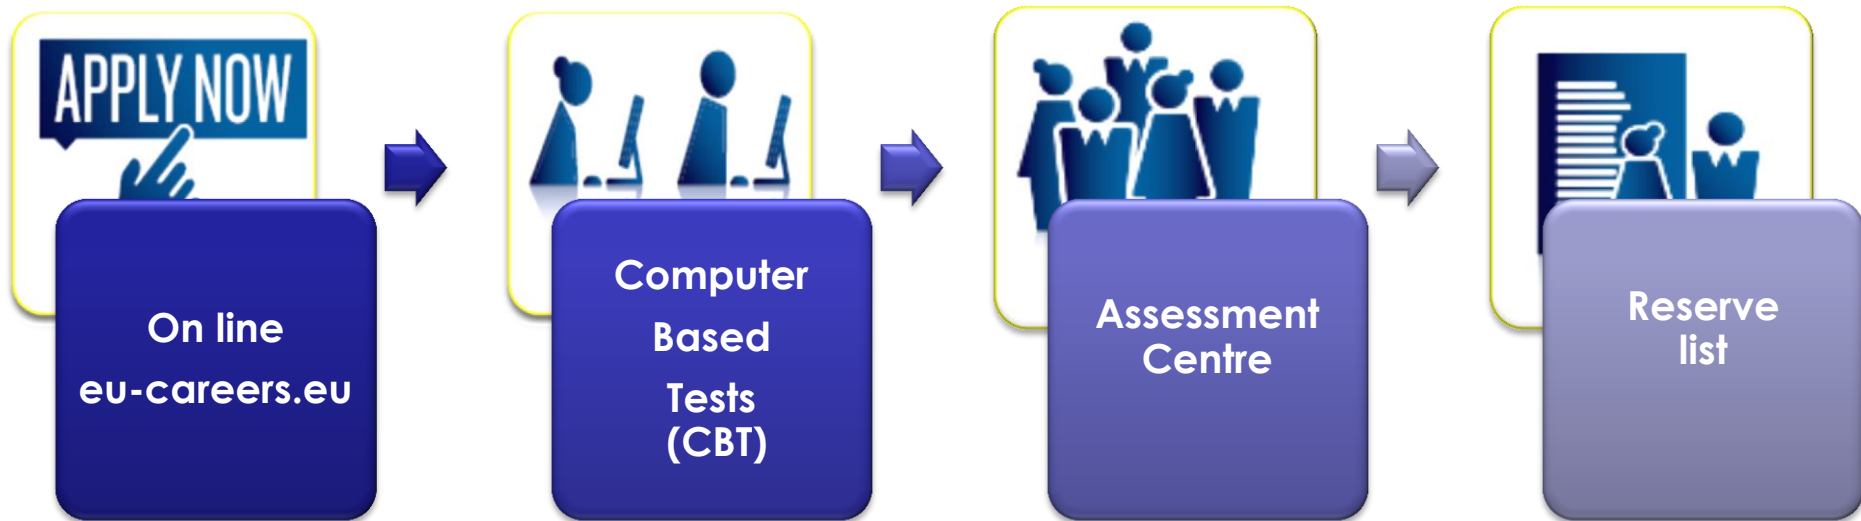 APPLY NOW
On line
eu-careers.eu
Computer
Based
Tests
(CBT)
Assessment
Centre
Reserve
list